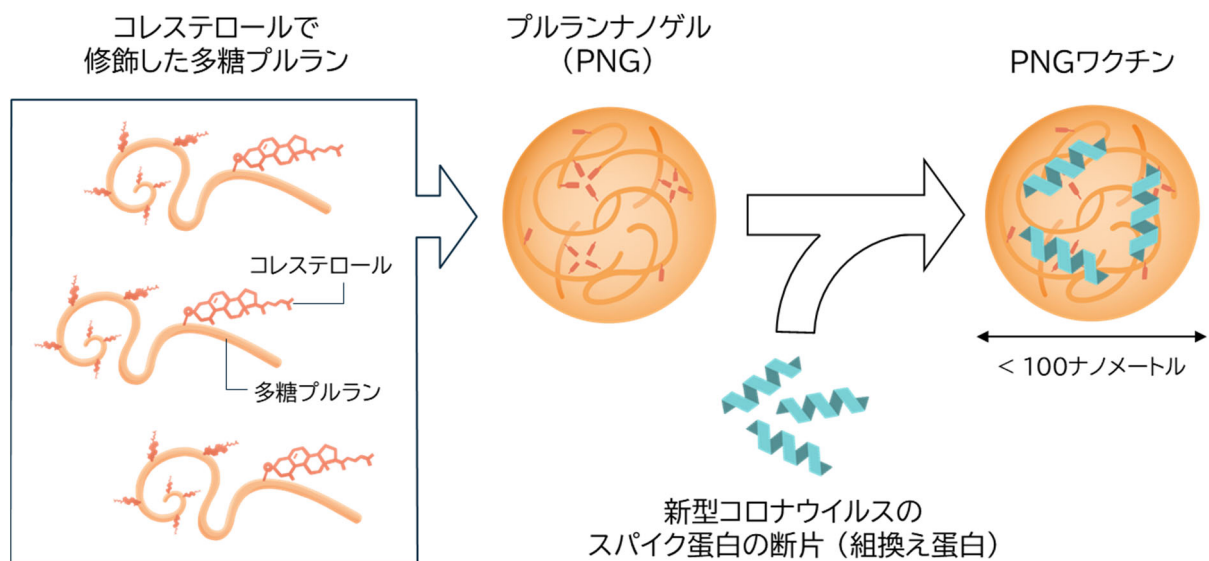 コレステロールで
修飾した多糖プルラン
プルランナノゲル
（PNG）
PNGワクチン
コレステロール
多糖プルラン
< 100ナノメートル
新型コロナウイルスの
スパイク蛋白の断片（組換え蛋白）